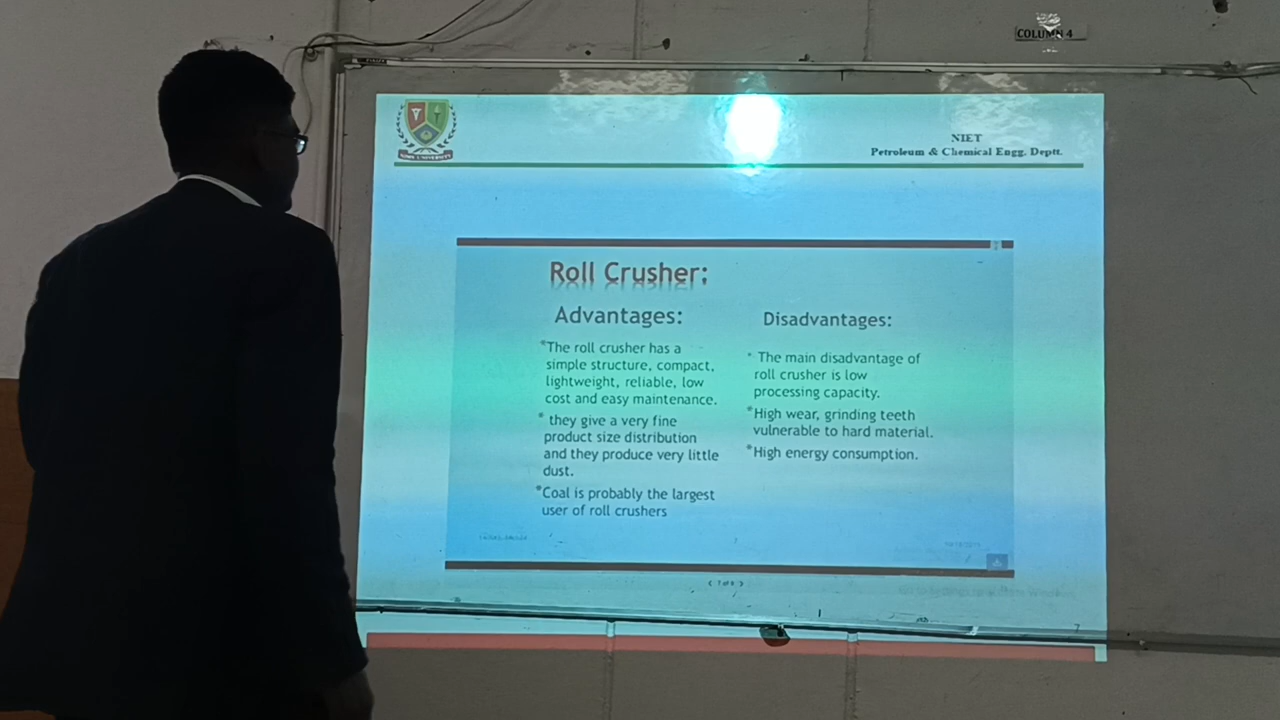 COLUMN 4
NIET
Petroleum & Chemical Engg. Deptt.
Roll Crusher:
Advantages:
*The roll crusher has a
simple structure, compact,
lightweight, reliable, low
cost and easy maintenance.
* they give a very fine
product size distribution
and they produce very little
dust.
*Coal is probably the largest
user of roll crushers
Disadvantages:
* The main disadvantage of
roll crusher is low
processing capacity.
*High wear, grinding teeth
vulnerable to hard material.
*High energy consumption.
7